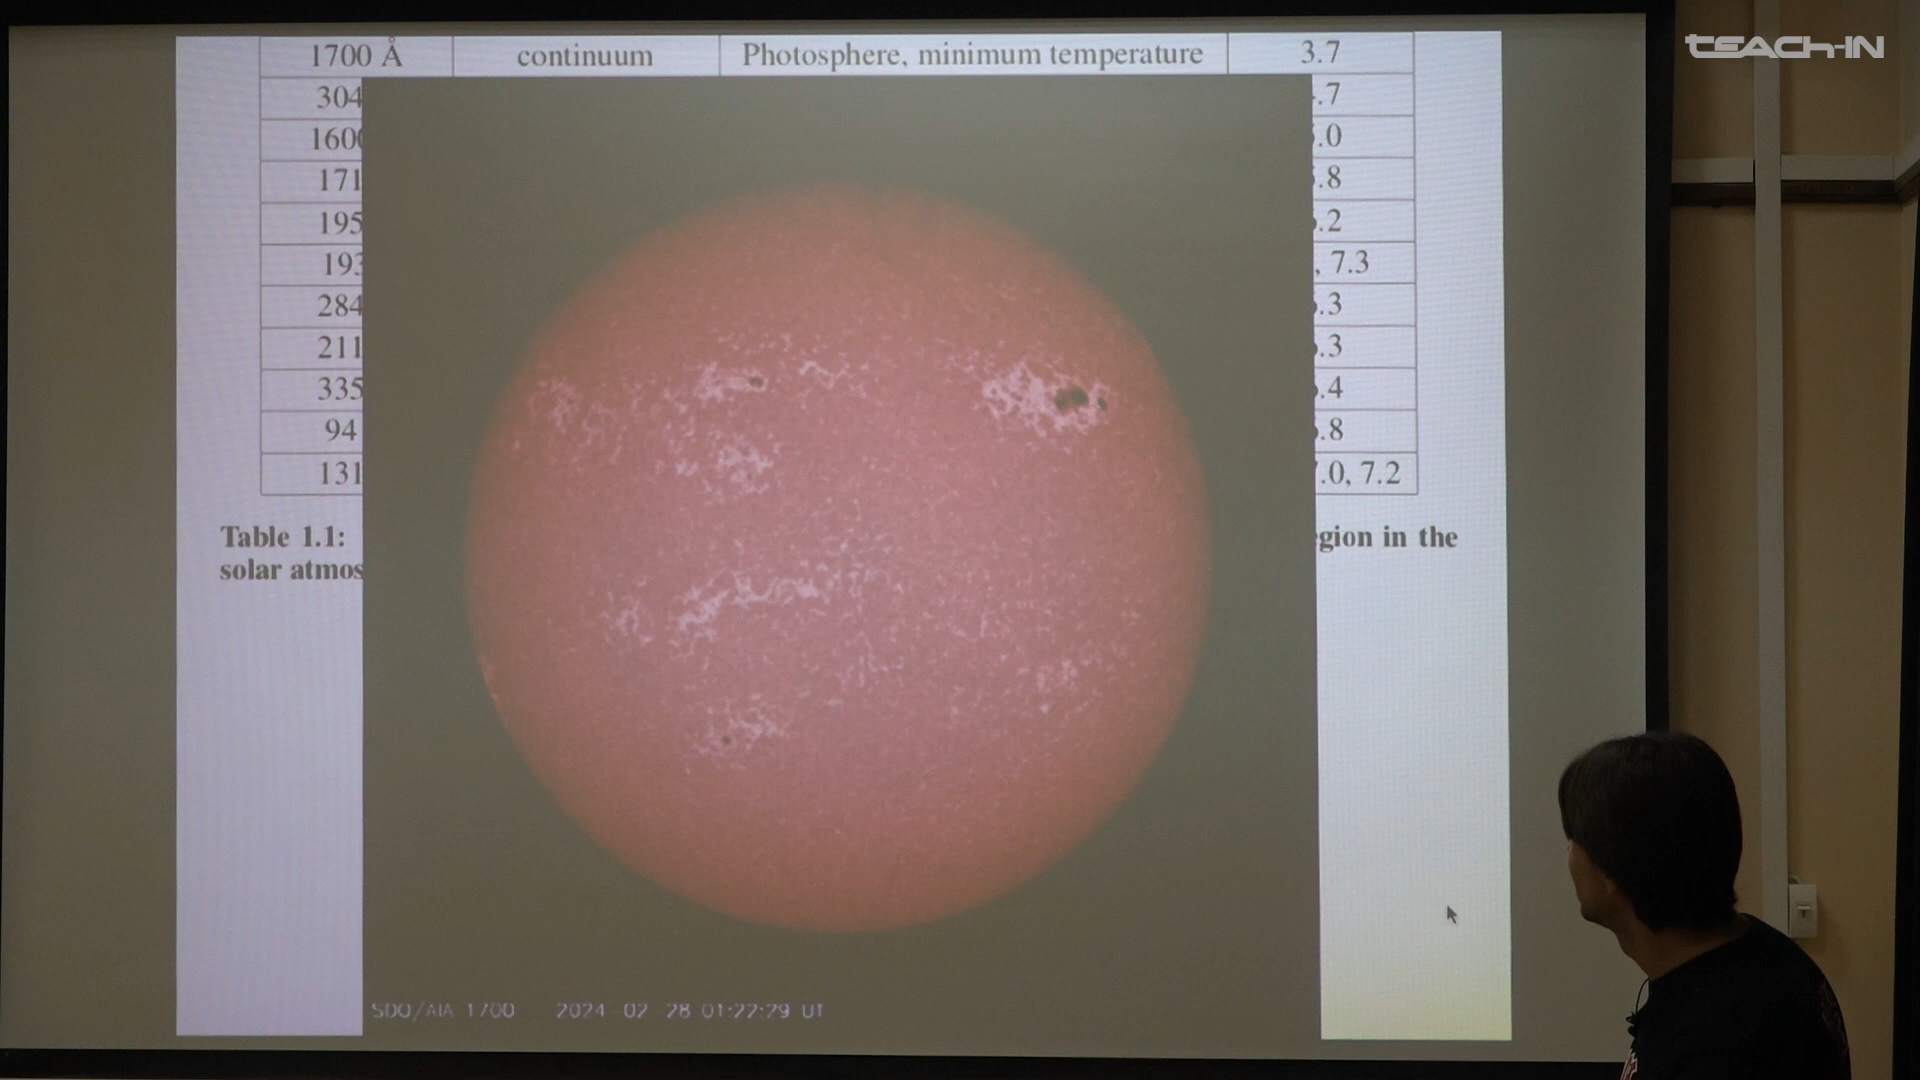 TEACH-IN
1700 Å continuum Photosphere, minimum temperature 3.7
304 .7
1600 .0
171 .8
195 .2
193 , 7.3
284 .3
211 .3
335 .4
94 .8
131 .0, 7.2
Table 1.1: gion in the
solar atmos
SDO/AIA 1700 2024-02-28 01:22:29 UT